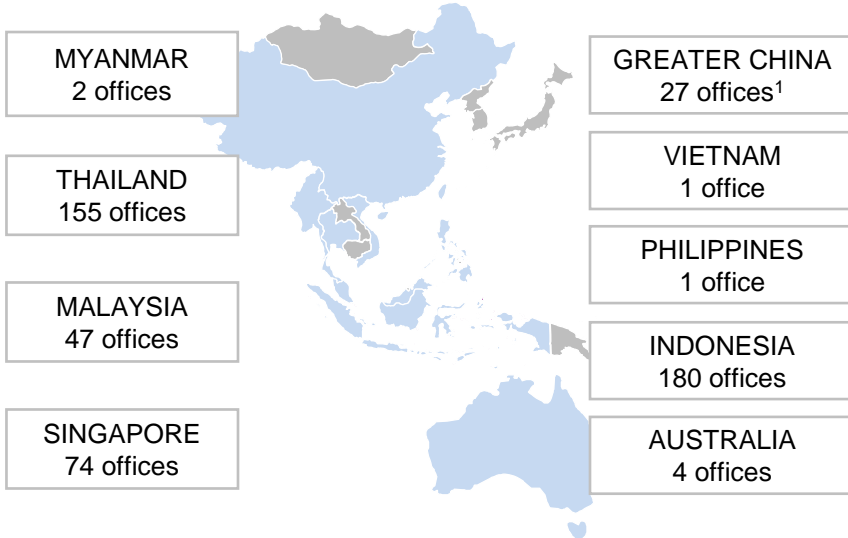 MYANMAR
2 offices
THAILAND
155 offices
MALAYSIA
47 offices
SINGAPORE
74 offices
GREATER CHINA
27 offices¹
VIETNAM
1 office
PHILIPPINES
1 office
INDONESIA
180 offices
AUSTRALIA
4 offices